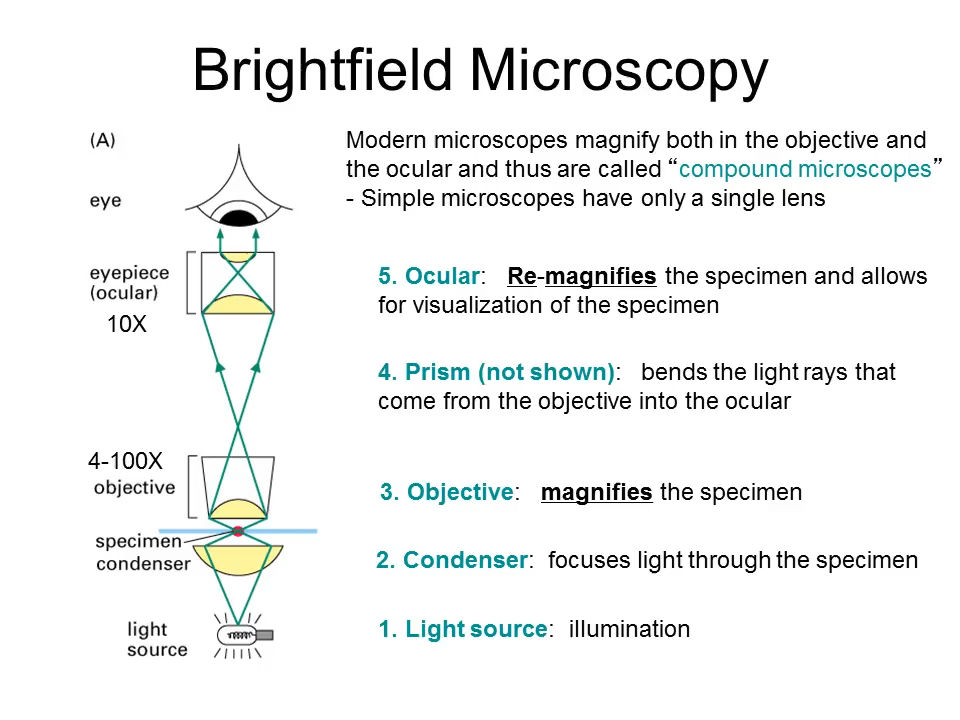 Brightfield Microscopy
(A)
eye
eyepiece
(ocular)
10X
4-100X
objective
specimen
condenser
light
source
Modern microscopes magnify both in the objective and
the ocular and thus are called “compound microscopes”
- Simple microscopes have only a single lens
5. Ocular: Re-magnifies the specimen and allows
for visualization of the specimen
4. Prism (not shown): bends the light rays that
come from the objective into the ocular
3. Objective: magnifies the specimen
2. Condenser: focuses light through the specimen
1. Light source: illumination